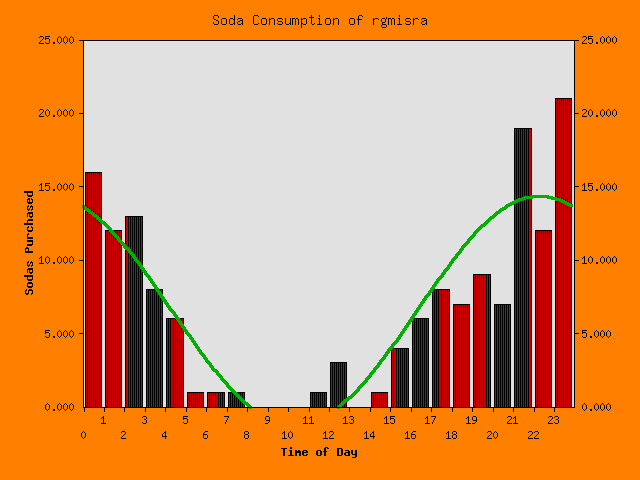 Soda Consumption of rgmisra
25.000 25.000
20.000 20.000
15.000 15.000
10.000 10.000
5.000 5.000
0.000 0.000
Sodas Purchased
1 3 5 7 9 11 13 15 17 19 21 23
0 2 4 6 8 10 12 14 16 18 20 22
Time of Day